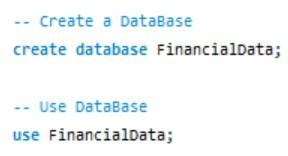 -- Create a DataBase
create database FinancialData;
-- Use DataBase
use FinancialData;